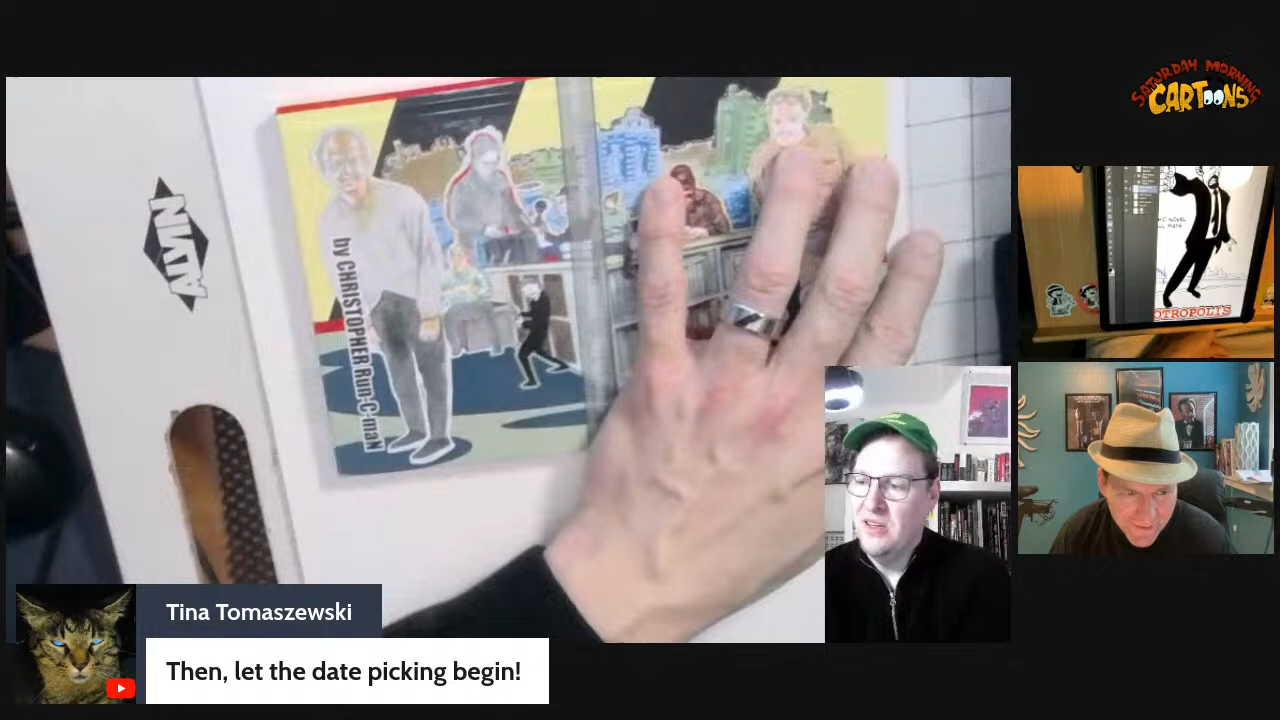 SATURDAY MORNING
CARTOONS
ALVIN
by CHRISTOPHER Run-C-maN
OTROPOLIS
Tina Tomaszewski
Then, let the date picking begin!